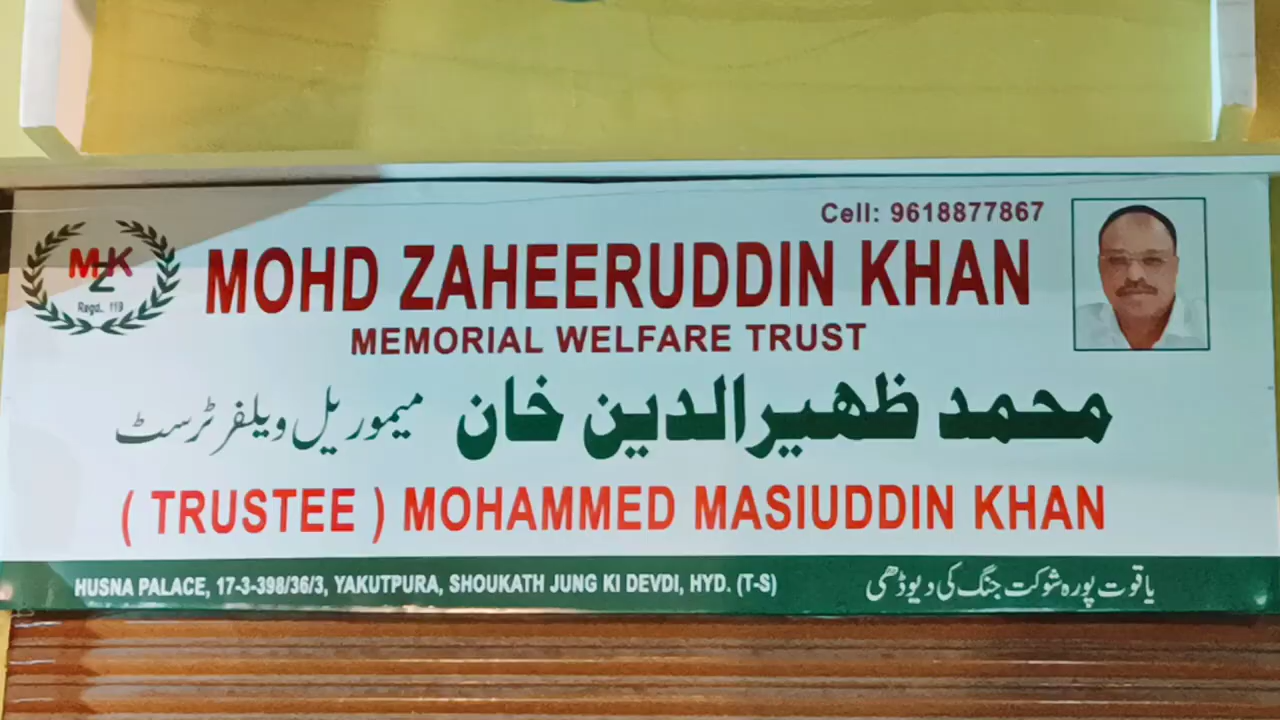 Cell: 9618877867
MZK
Regd.. 119
MOHD ZAHEERUDDIN KHAN
MEMORIAL WELFARE TRUST
محمد ظہیرالدین خان میموریل ویلفر ٹرسٹ
( TRUSTEE ) MOHAMMED MASIUDDIN KHAN
HUSNA PALACE, 17-3-398/36/3, YAKUTPURA, SHOUKATH JUNG KI DEVDI, HYD. (T-S)
یاقوت پورہ شوکت جنگ کی دیوڈھی